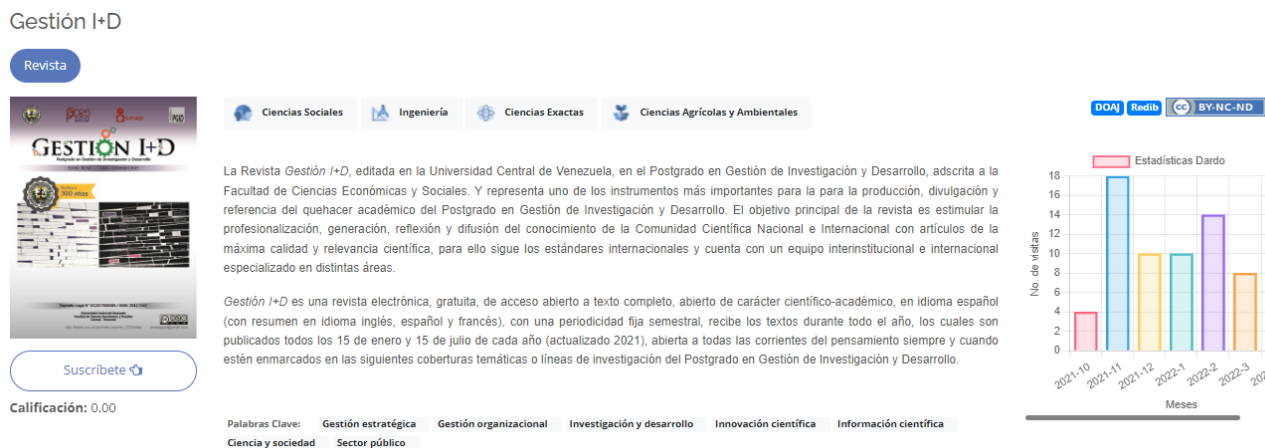 Gestión I+D
Revista
GESTIÓN I+D
Postgrado en Gestión de Investigación y Desarrollo
Ciencias Sociales
Ingeniería
Ciencias Exactas
Ciencias Agrícolas y Ambientales
DOAJ
Redib
cc BY-NC-ND
La Revista Gestión I+D, editada en la Universidad Central de Venezuela, en el Postgrado en Gestión de Investigación y Desarrollo, adscrita a la
Facultad de Ciencias Económicas y Sociales. Y representa uno de los instrumentos más importantes para la para la producción, divulgación y
referencia del quehacer académico del Postgrado en Gestión de Investigación y Desarrollo. El objetivo principal de la revista es estimular la
profesionalización, generación, reflexión y difusión del conocimiento de la Comunidad Científica Nacional e Internacional con artículos de la
máxima calidad y relevancia científica, para ello sigue los estándares internacionales y cuenta con un equipo interinstitucional e internacional
especializado en distintas áreas.
Gestión I+D es una revista electrónica, gratuita, de acceso abierto a texto completo, abierto de carácter científico-académico, en idioma español
(con resumen en idioma inglés, español y francés), con una periodicidad fija semestral, recibe los textos durante todo el año, los cuales son
publicados todos los 15 de enero y 15 de julio de cada año (actualizado 2021), abierta a todas las corrientes del pensamiento siempre y cuando
estén enmarcados en las siguientes coberturas temáticas o líneas de investigación del Postgrado en Gestión de Investigación y Desarrollo.
Estadísticas Dardo
18
16
14
12
10
8
6
4
2
0
No. de visitas
2021-10
2021-11
2021-12
2022-1
2022-2
2022-3
Meses
Suscríbete
Calificación: 0.00
Palabras Clave: Gestión estratégica Gestión organizacional Investigación y desarrollo Innovación científica Información científica
Ciencia y sociedad Sector público